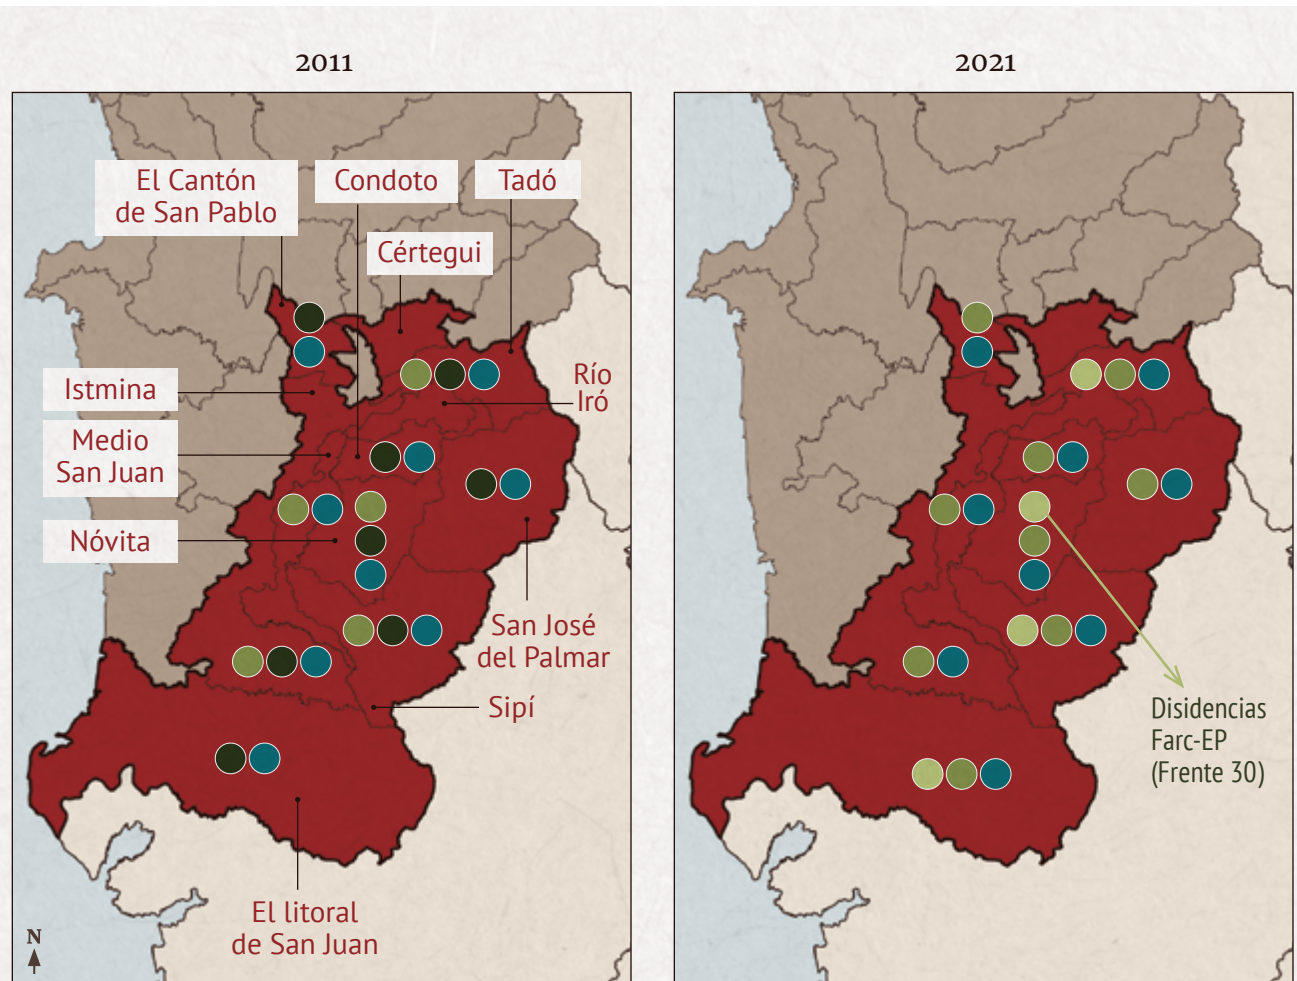 2011
2021
El Cantón
de San Pablo
Condoto
Tadó
Cértegui
Istmina
Río
Iró
Medio
San Juan
Nóvita
San José
del Palmar
Sipí
El litoral
de San Juan
N
Disidencias
Farc-EP
(Frente 30)